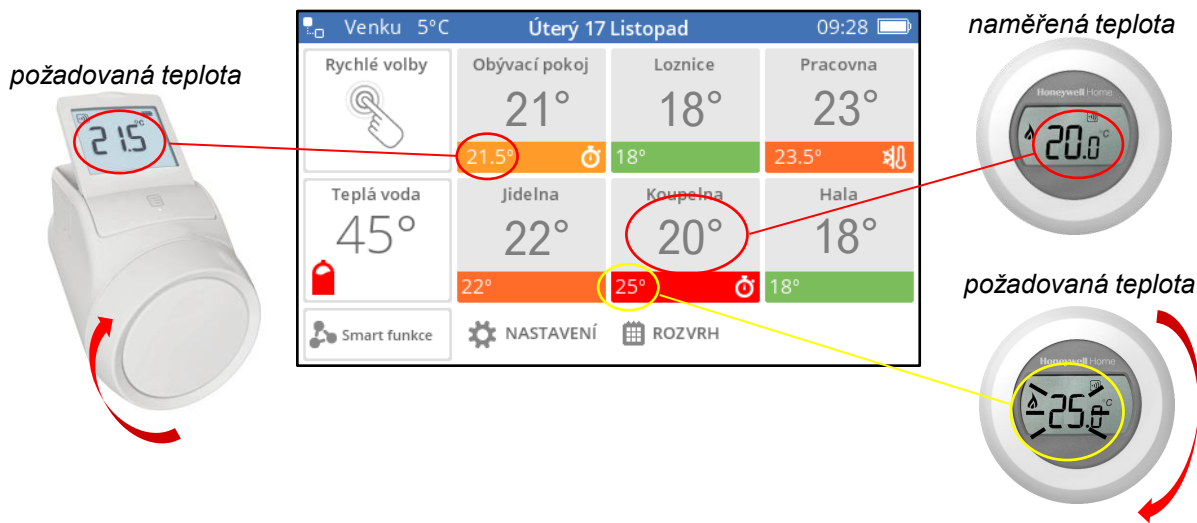 Venku 5°C Úterý 17 Listopad 09:28
naměřená teplota
požadovaná teplota
21.5 °C
Rychlé volby
Obývací pokoj
21°
21.5°
Loznice
18°
18°
Pracovna
23°
23.5°
Honeywell Home
20.0 °C
Teplá voda
45°
Jidelna
22°
22°
Koupelna
20°
25°
Hala
18°
18°
požadovaná teplota
Honeywell Home
25.0 °C
Smart funkce
NASTAVENÍ
ROZVRH